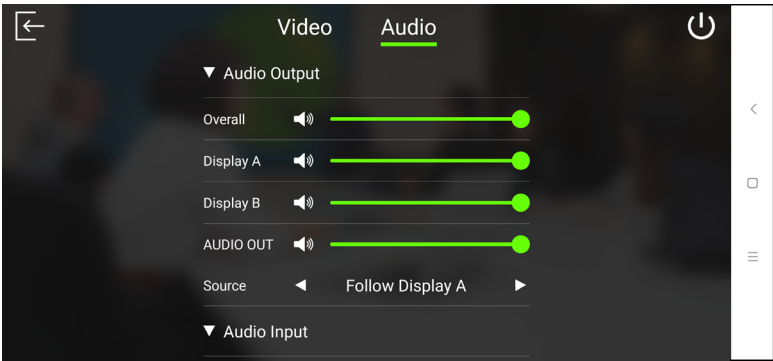 Video Audio
Audio Output
Overall
Display A
Display B
AUDIO OUT
Source Follow Display A
Audio Input